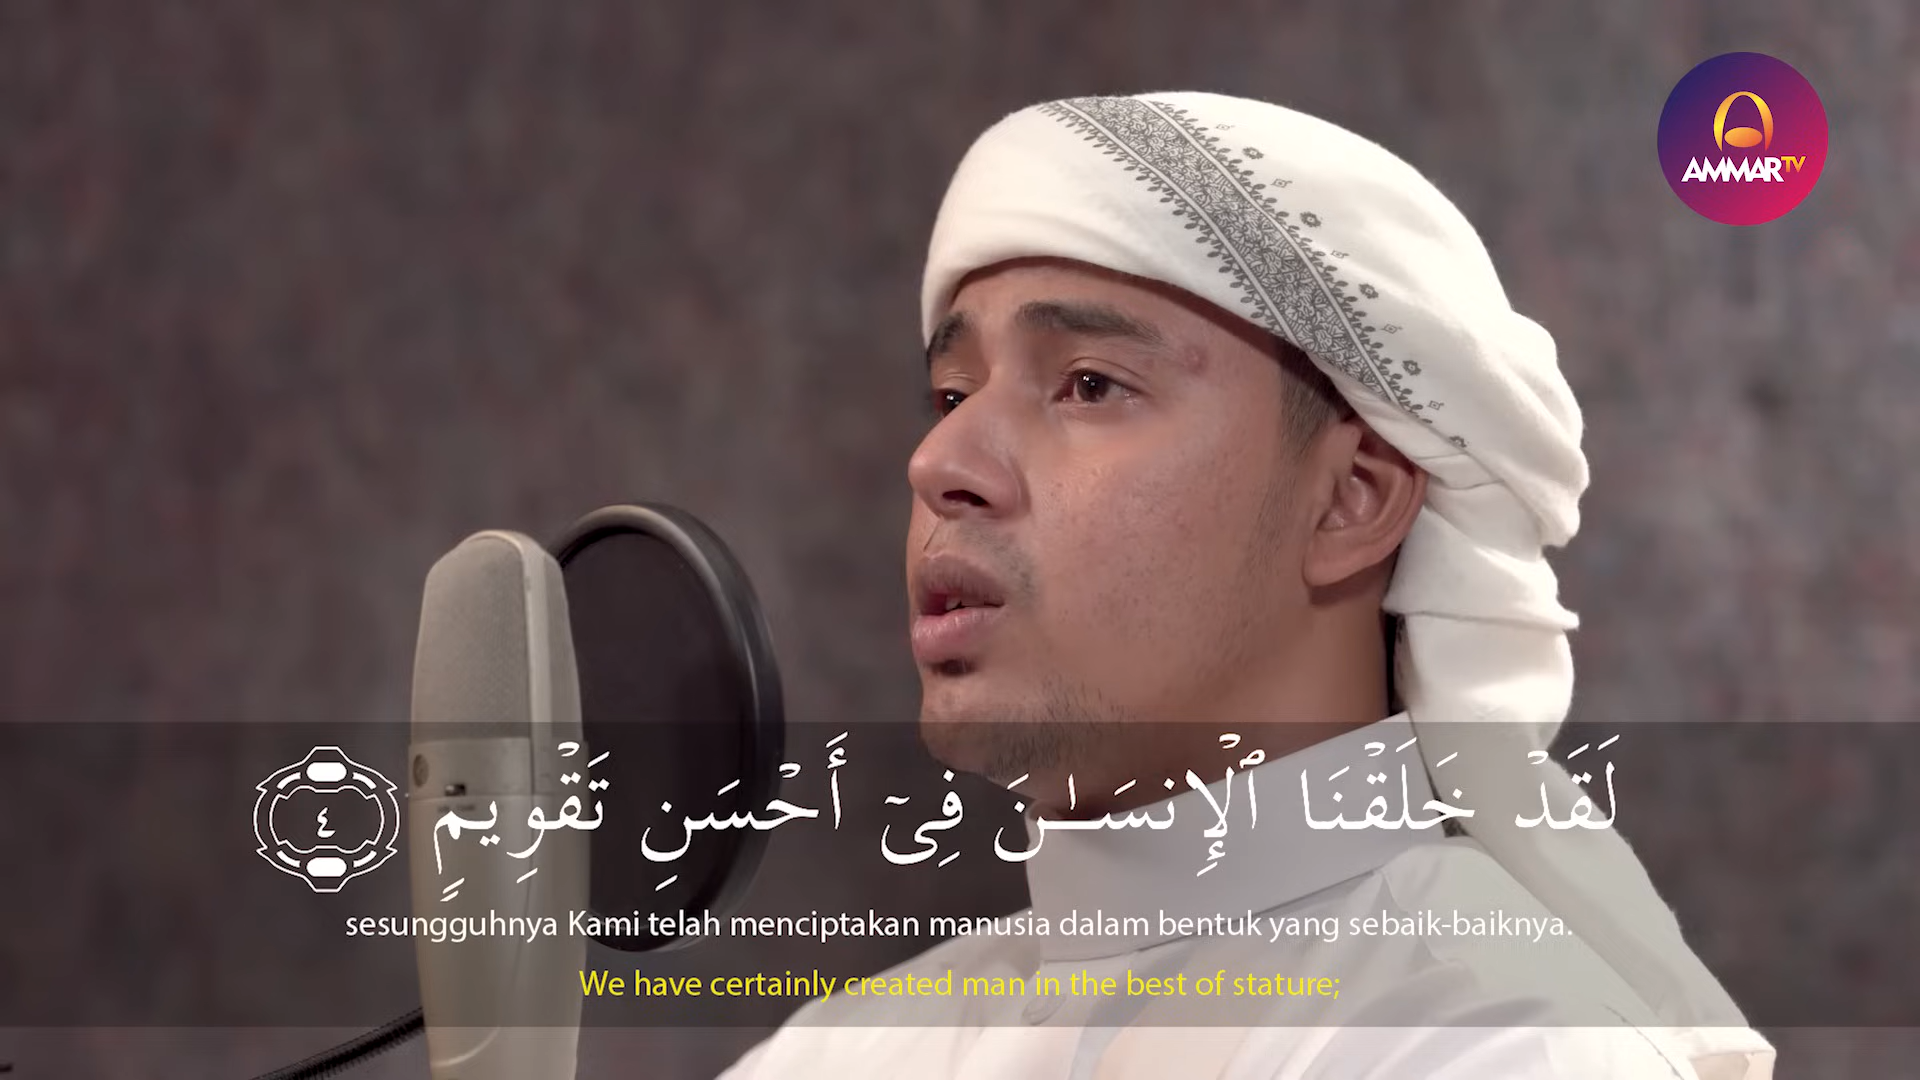 AMMARTV
لَقَدْ خَلَقْنَا ٱلْإِنسَـٰنَ فِىٓ أَحْسَنِ تَقْوِيمٍ ٤
sesungguhnya Kami telah menciptakan manusia dalam bentuk yang sebaik-baiknya.
We have certainly created man in the best of stature;